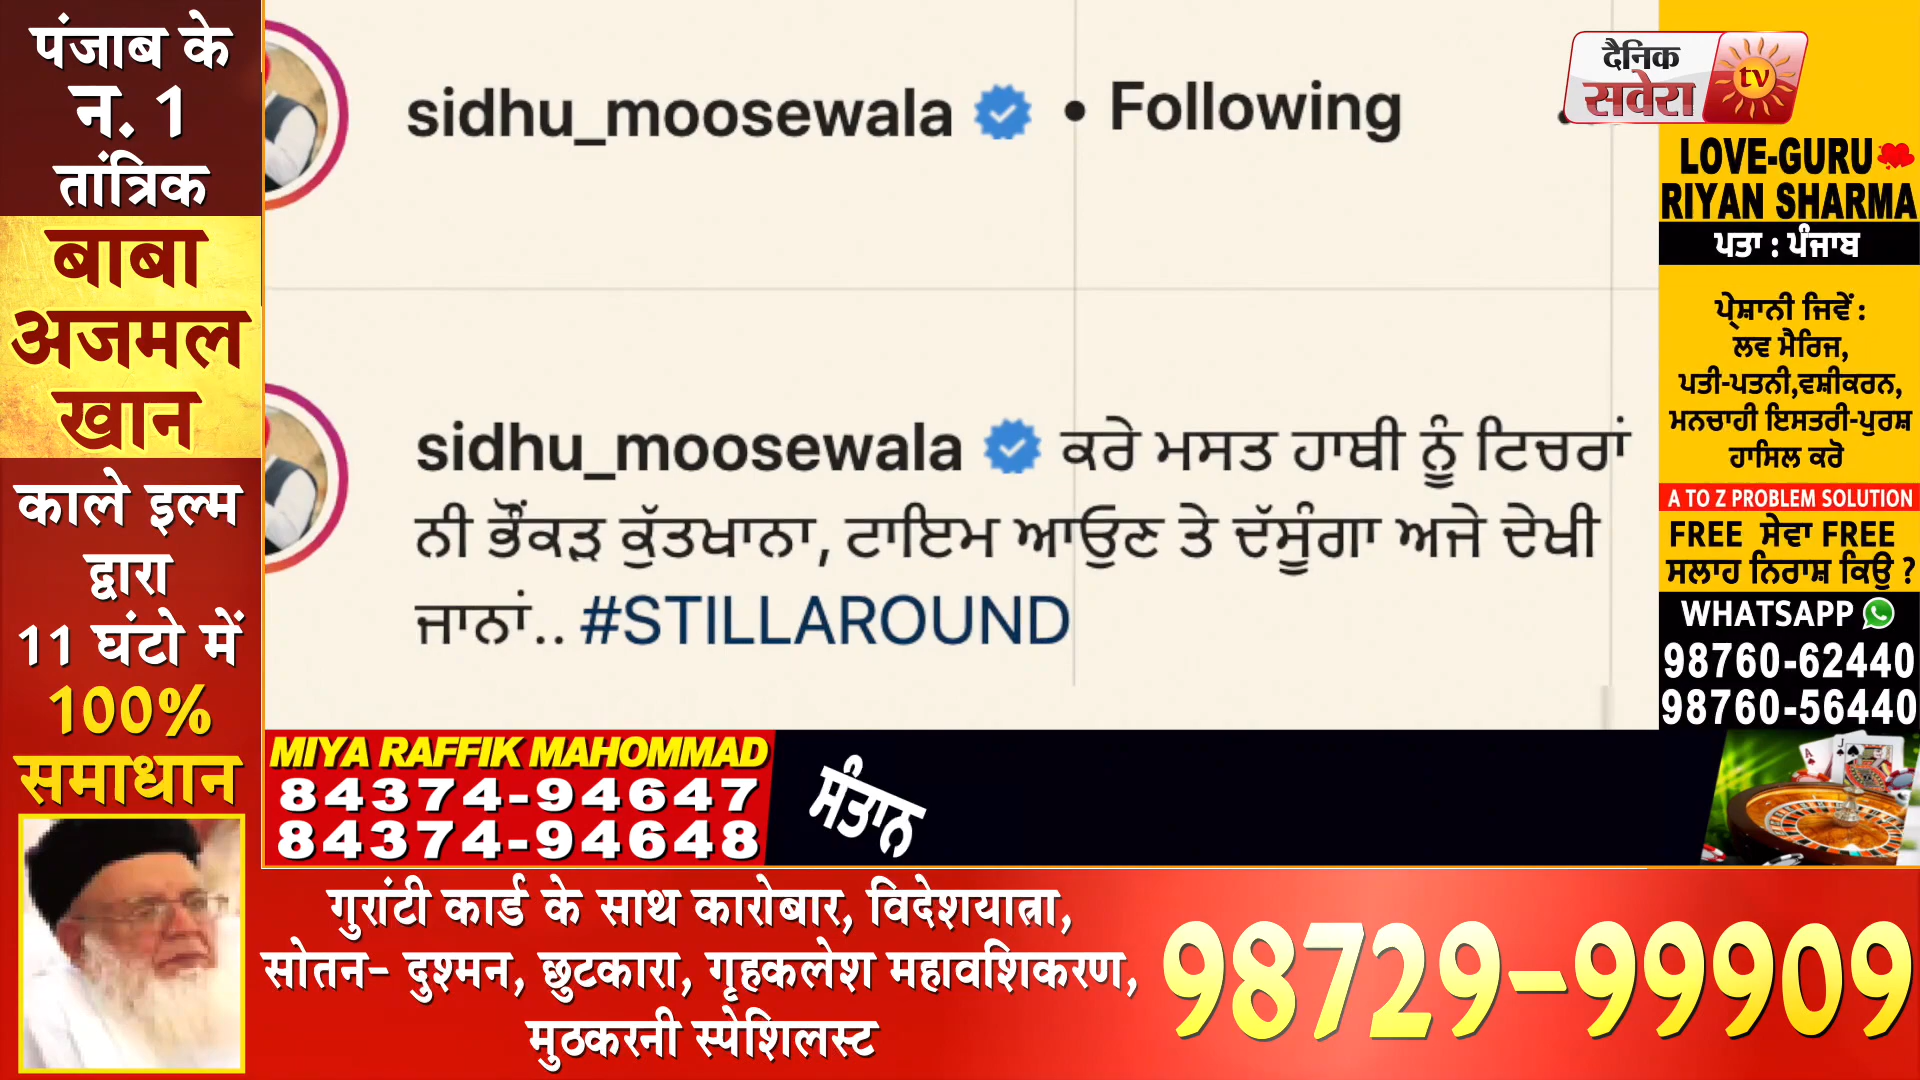 पंजाब के
न. 1
तांत्रिक
बाबा
अजमल
खान
काले इल्म
द्वारा
11 घंटो में
100%
समाधान
sidhu_moosewala • Following
sidhu_moosewala ਕਰੇ ਮਸਤ ਹਾਥੀ ਨੂੰ ਟਿਚਰਾਂ
ਨੀ ਭੌਂਕੜ ਕੁੱਤਖਾਨਾ, ਟਾਇਮ ਆਓੁਣ ਤੇ ਦੱਸੂੰਗਾ ਅਜੇ ਦੇਖੀ
ਜਾਨਾਂ.. #STILLAROUND
दैनिक
सवेरा
tv
LOVE-GURU
RIYAN SHARMA
ਪਤਾ : ਪੰਜਾਬ
ਪ੍ਰੇਸ਼ਾਨੀ ਜਿਵੇਂ :
ਲਵ ਮੈਰਿਜ,
ਪਤੀ-ਪਤਨੀ,ਵਸ਼ੀਕਰਨ,
ਮਨਚਾਹੀ ਇਸਤਰੀ-ਪੁਰਸ਼
ਹਾਸਿਲ ਕਰੋ
A TO Z PROBLEM SOLUTION
FREE ਸੇਵਾ FREE
ਸਲਾਹ ਨਿਰਾਸ਼ ਕਿਉ ?
WHATSAPP
98760-62440
98760-56440
MIYA RAFFIK MAHOMMAD
84374-94647
84374-94648
ਸੰਤਾਨ
गुरांटी कार्ड के साथ कारोबार, विदेशयात्रा,
सोतन- दुश्मन, छुटकारा, गृहकलेश महावशिकरण,
मुठकरनी स्पेशिलस्ट
98729-99909